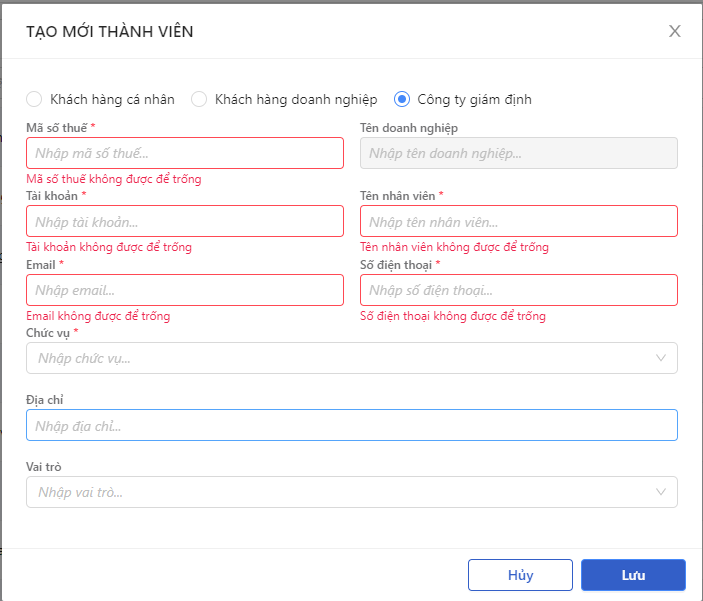 TẠO MỚI THÀNH VIÊN
Khách hàng cá nhân Khách hàng doanh nghiệp Công ty giám định
Mã số thuế * Tên doanh nghiệp
Nhập mã số thuế... Nhập tên doanh nghiệp...
Mã số thuế không được để trống
Tài khoản * Tên nhân viên *
Nhập tài khoản... Nhập tên nhân viên...
Tài khoản không được để trống Tên nhân viên không được để trống
Email * Số điện thoại *
Nhập email... Nhập số điện thoại...
Email không được để trống Số điện thoại không được để trống
Chức vụ *
Nhập chức vụ...
Địa chỉ
Nhập địa chỉ...
Vai trò
Nhập vai trò...
Hủy Lưu